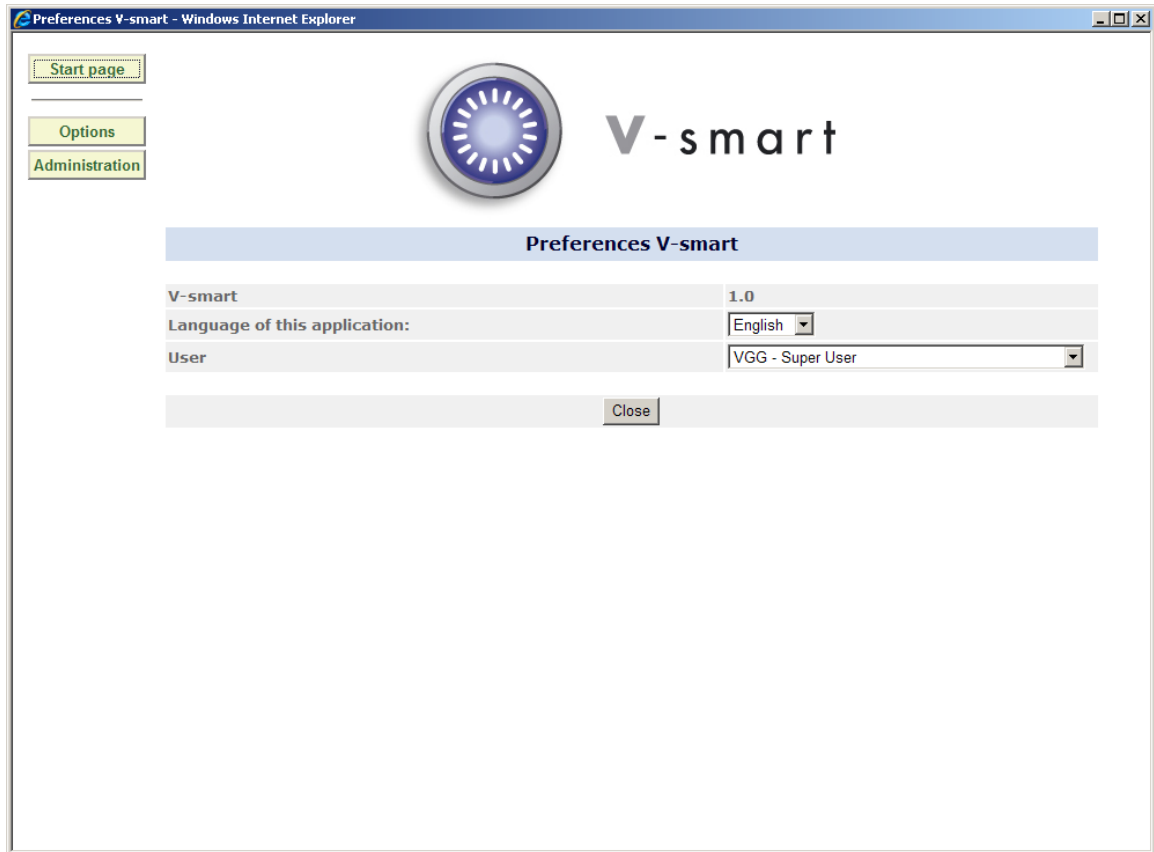 Preferences V-smart - Windows Internet Explorer
Start page
Options
Administration
V-smart
Preferences V-smart
V-smart 1.0
Language of this application: English
User VGG - Super User
Close